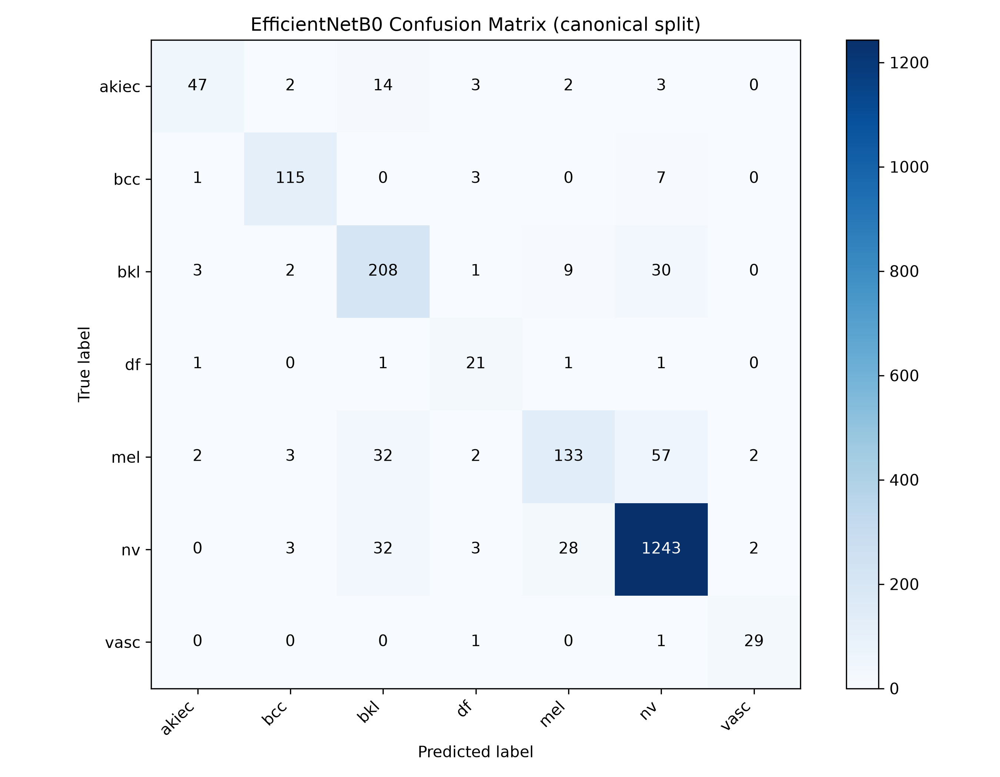 EfficientNetB0 Confusion Matrix (canonical split)
akiec 47 2 14 3 2 3 0
bcc 1 115 0 3 0 7 0
bkl 3 2 208 1 9 30 0
df 1 0 1 21 1 1 0
mel 2 3 32 2 133 57 2
nv 0 3 32 3 28 1243 2
vasc 0 0 0 1 0 1 29
True label
akiec bcc bkl df mel nv vasc
Predicted label
1200
1000
800
600
400
200
0